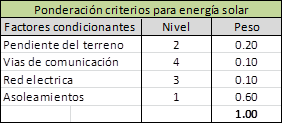 Ponderación criterios para energía solar
Factores condicionantes Nivel Peso
Pendiente del terreno 2 0.20
Vias de comunicación 4 0.10
Red electrica 3 0.10
Asoleamientos 1 0.60
1.00